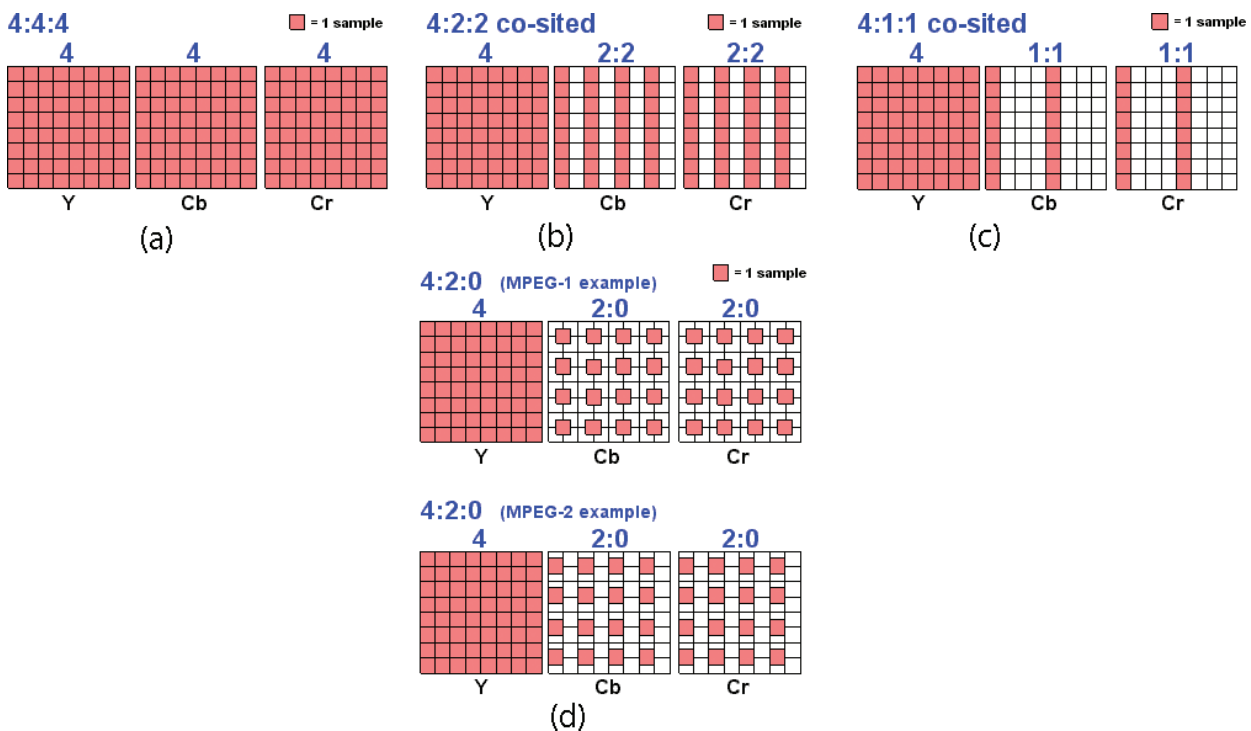 4:4:4 = 1 sample
4 4 4
Y Cb Cr
(a)
4:2:2 co-sited = 1 sample
4 2:2 2:2
Y Cb Cr
(b)
4:1:1 co-sited = 1 sample
4 1:1 1:1
Y Cb Cr
(c)
4:2:0 (MPEG-1 example) = 1 sample
4 2:0 2:0
Y Cb Cr
4:2:0 (MPEG-2 example)
4 2:0 2:0
Y Cb Cr
(d)